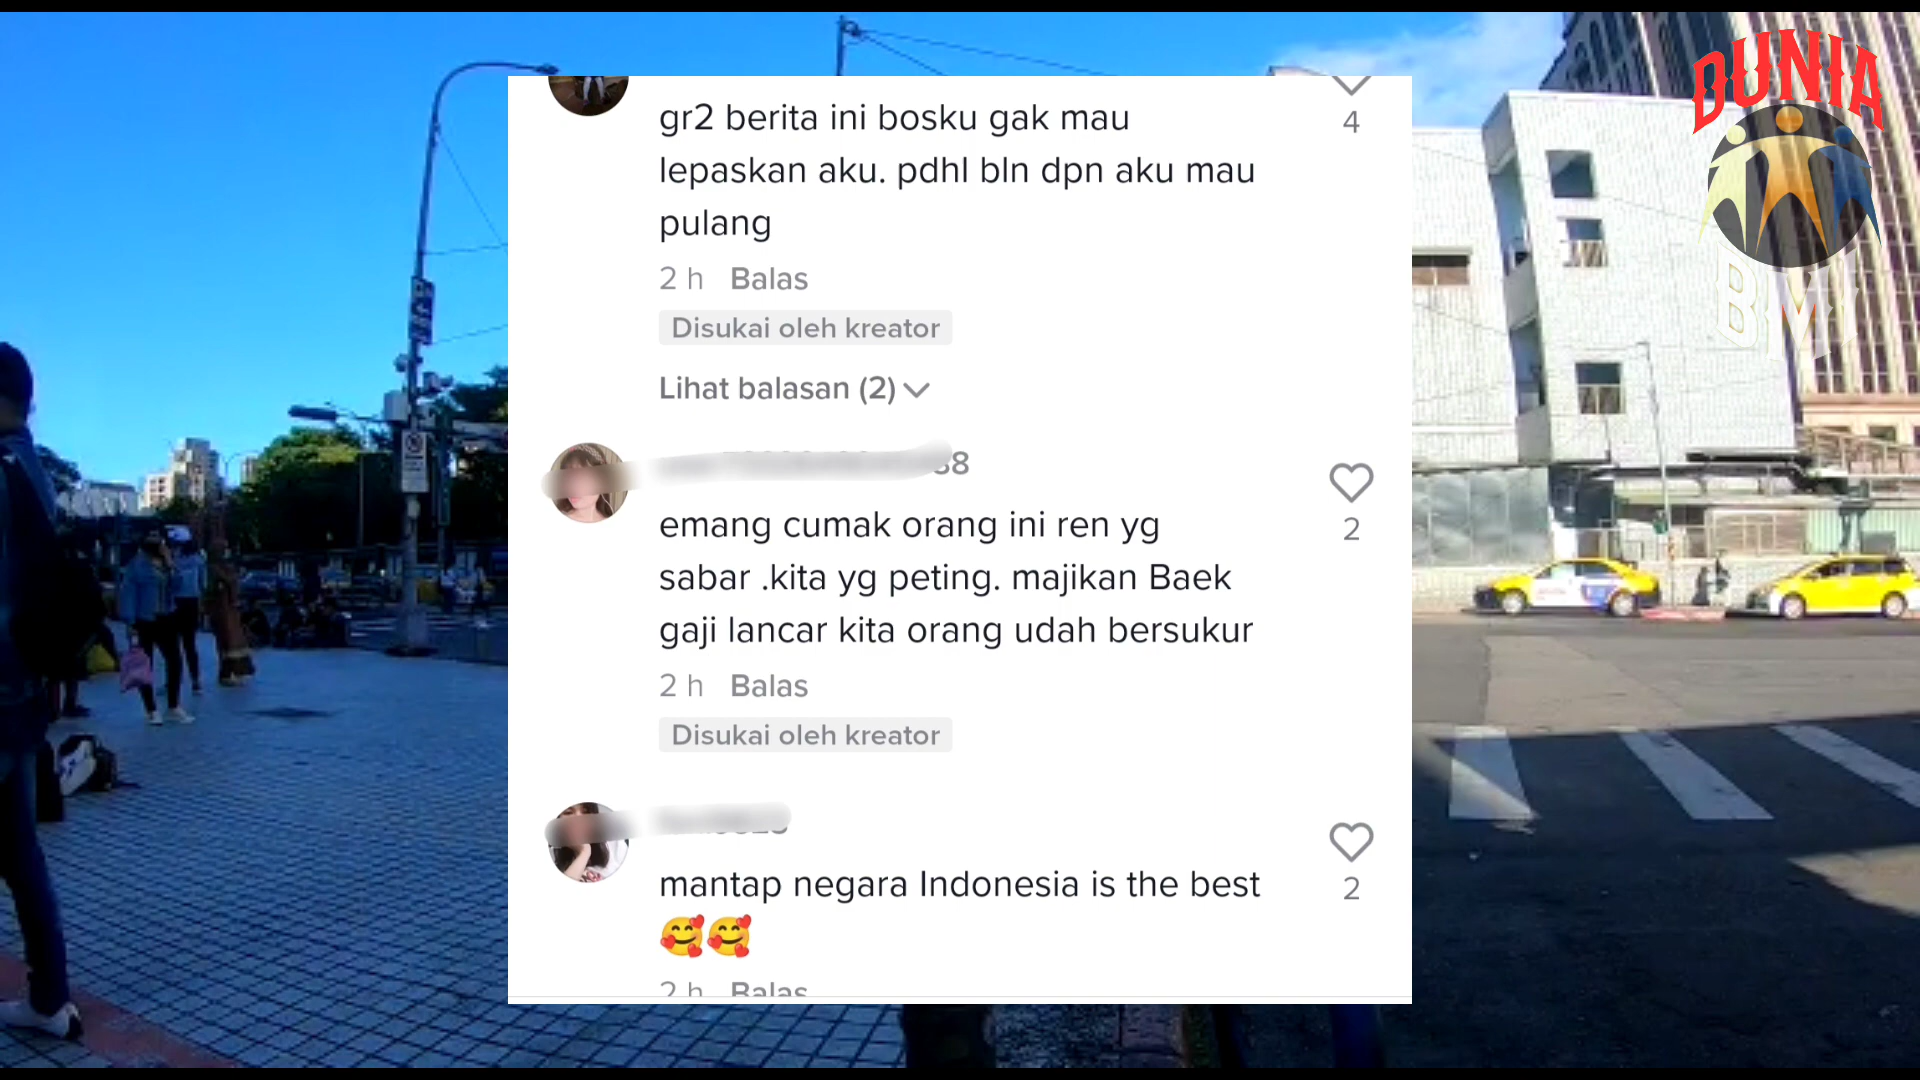 DUNIA
BMI
4
gr2 berita ini bosku gak mau
lepaskan aku. pdhl bln dpn aku mau
pulang
2 h Balas
Disukai oleh kreator
Lihat balasan (2)
2
emang cumak orang ini ren yg
sabar .kita yg peting. majikan Baek
gaji lancar kita orang udah bersukur
2 h Balas
Disukai oleh kreator
2
mantap negara Indonesia is the best
🥰🥰
2 h Balas